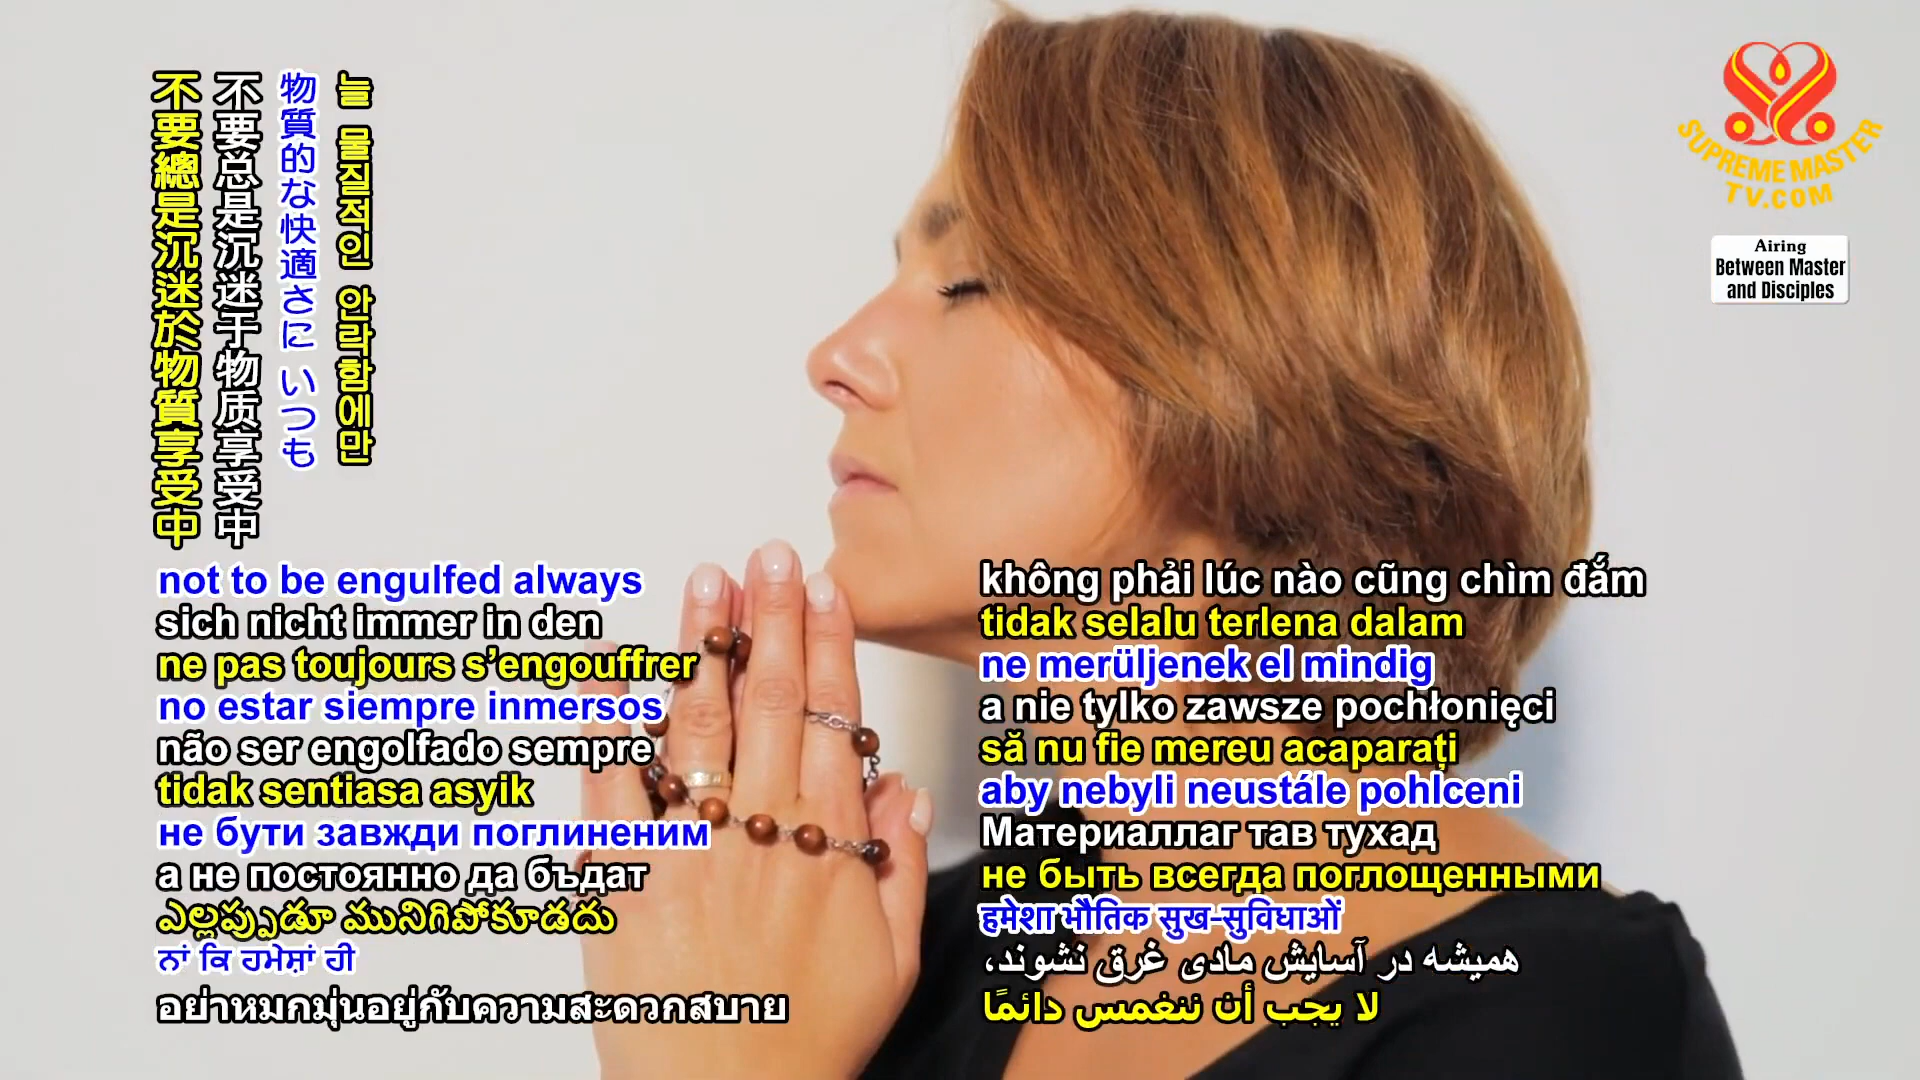 不要總是沉迷於物質享受中
不要总是沉迷于物质享受中
物質的な快適さに いつも
늘 물질적인 안락함에만
SUPREME MASTER
TV.COM
Airing
Between Master
and Disciples
not to be engulfed always
sich nicht immer in den
ne pas toujours s’engouffrer
no estar siempre inmersos
não ser engolfado sempre
tidak sentiasa asyik
не бути завжди поглиненим
а не постоянно да бъдат
ఎల్లప్పుడూ మునిగిపోకూడదు
ਨਾਂ ਕਿ ਹਮੇਸ਼ਾਂ ਹੀ
อย่าหมกมุ่นอยู่กับความสะดวกสบาย
không phải lúc nào cũng chìm đắm
tidak selalu terlena dalam
ne merüljenek el mindig
a nie tylko zawsze pochłonięci
să nu fie mereu acaparați
aby nebyli neustále pohlceni
Материаллаг тав тухад
не быть всегда поглощенными
हमेशा भौतिक सुख-सुविधाओं
همیشه در آسایش مادی غرق نشوند،
لا يجب أن ننغمس دائمًا